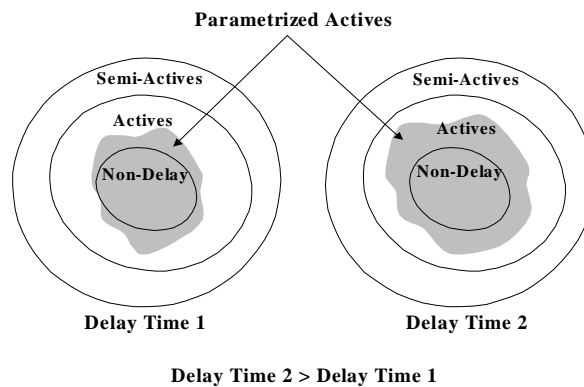 Parametrized Actives
Semi-Actives
Actives
Non-Delay
Delay Time 1
Semi-Actives
Actives
Non-Delay
Delay Time 2
Delay Time 2 > Delay Time 1